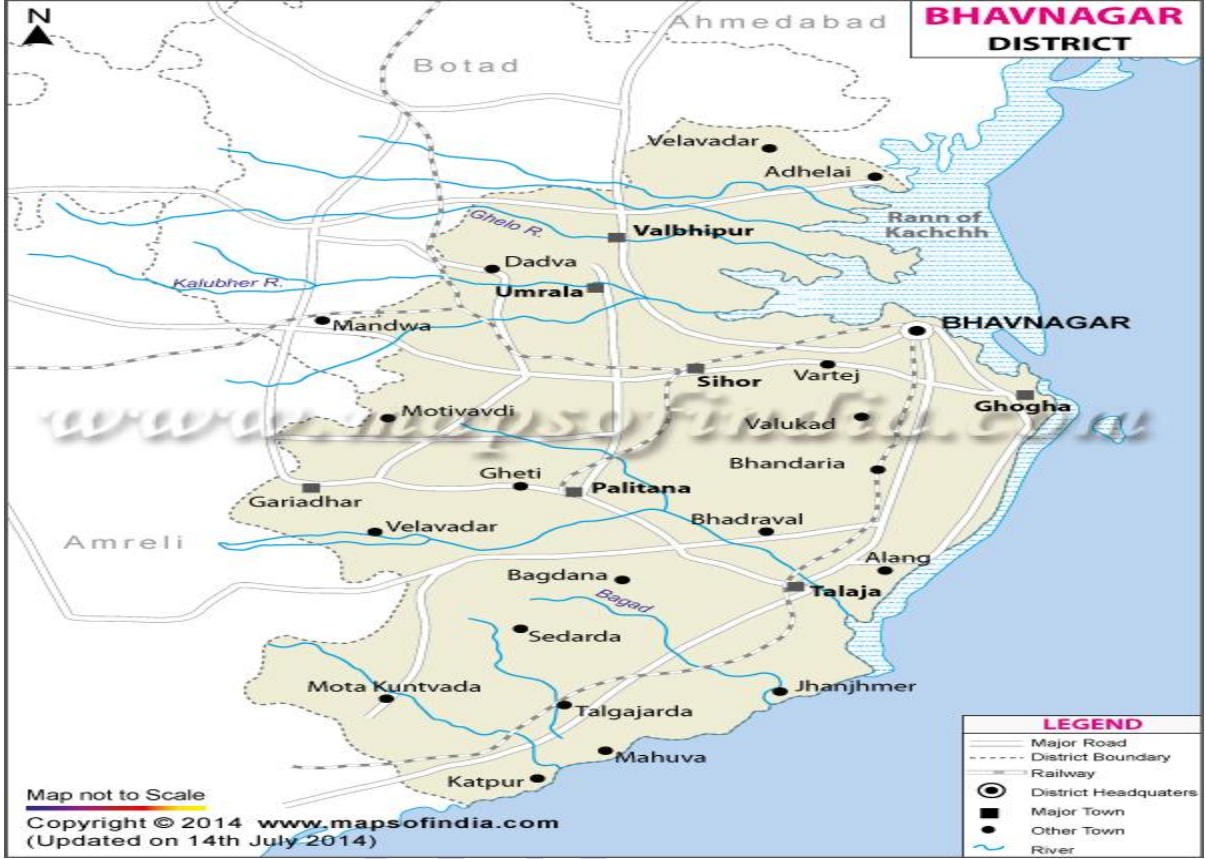 N
Ahmedabad
BHAVNAGAR
DISTRICT
Botad
Velavadar
Adhelai
Rann of
Kachchh
Ghelo R.
Valbhipur
Dadva
Kalubher R.
Umrala
Mandwa
BHAVNAGAR
Sihor
Vartej
Ghogha
Motivavdi
Valukad
www.mapsofindia.com
Gheti
Bhandaria
Gariadhar
Palitana
Velavadar
Bhadraval
Amreli
Alang
Bagdana
Talaja
Bagad
Sedarda
Mota Kuntvada
Jhanjhmer
Talgajarda
Mahuva
Katpur
LEGEND
Major Road
District Boundary
Railway
District Headquaters
Major Town
Other Town
River
Map not to Scale
Copyright © 2014 www.mapsofindia.com
(Updated on 14th July 2014)